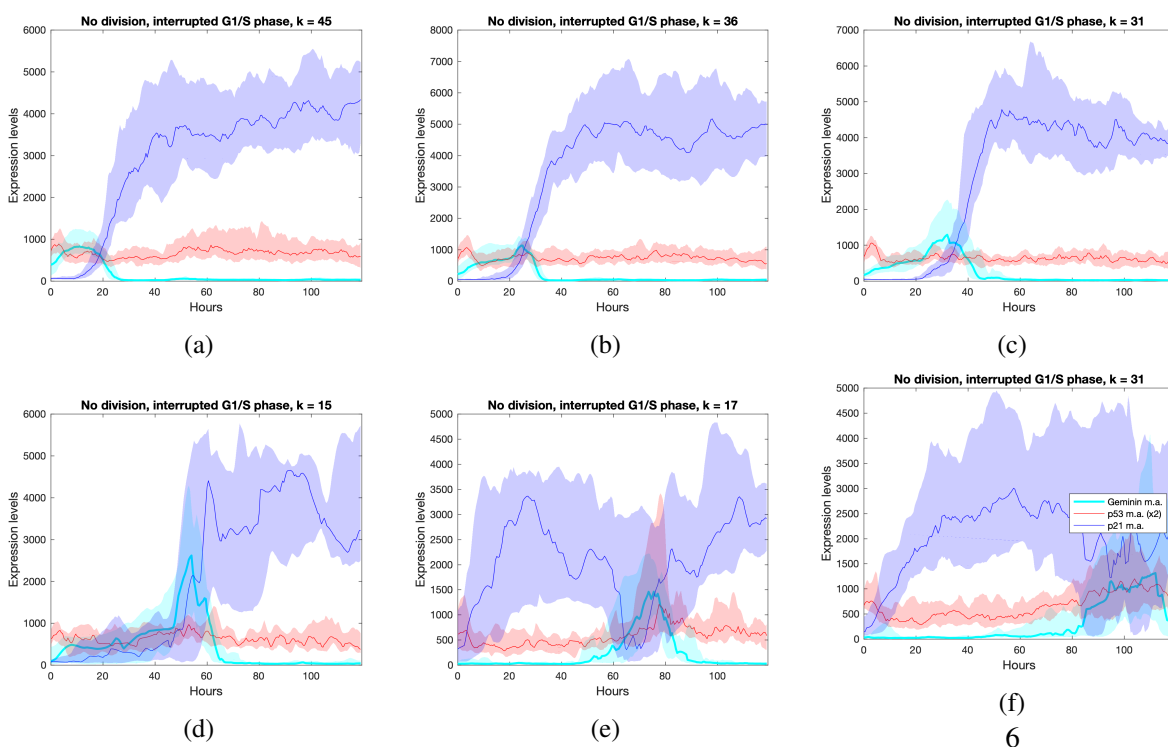 No division, interrupted G1/S phase, k = 45
6000
5000
4000
3000
2000
1000
0
Expression levels
0 20 40 60 80 100
Hours
(a)
No division, interrupted G1/S phase, k = 36
8000
7000
6000
5000
4000
3000
2000
1000
0
Expression levels
0 20 40 60 80 100
Hours
(b)
No division, interrupted G1/S phase, k = 31
7000
6000
5000
4000
3000
2000
1000
0
Expression levels
0 20 40 60 80 100
Hours
(c)
No division, interrupted G1/S phase, k = 15
6000
5000
4000
3000
2000
1000
0
Expression levels
0 20 40 60 80 100
Hours
(d)
No division, interrupted G1/S phase, k = 17
5000
4500
4000
3500
3000
2500
2000
1500
1000
500
0
Expression levels
0 20 40 60 80 100
Hours
(e)
No division, interrupted G1/S phase, k = 31
5000
4500
4000
3500
3000
2500
2000
1500
1000
500
0
Expression levels
Geminin m.a.
p53 m.a. (x2)
p21 m.a.
0 20 40 60 80 100
Hours
(f)
6